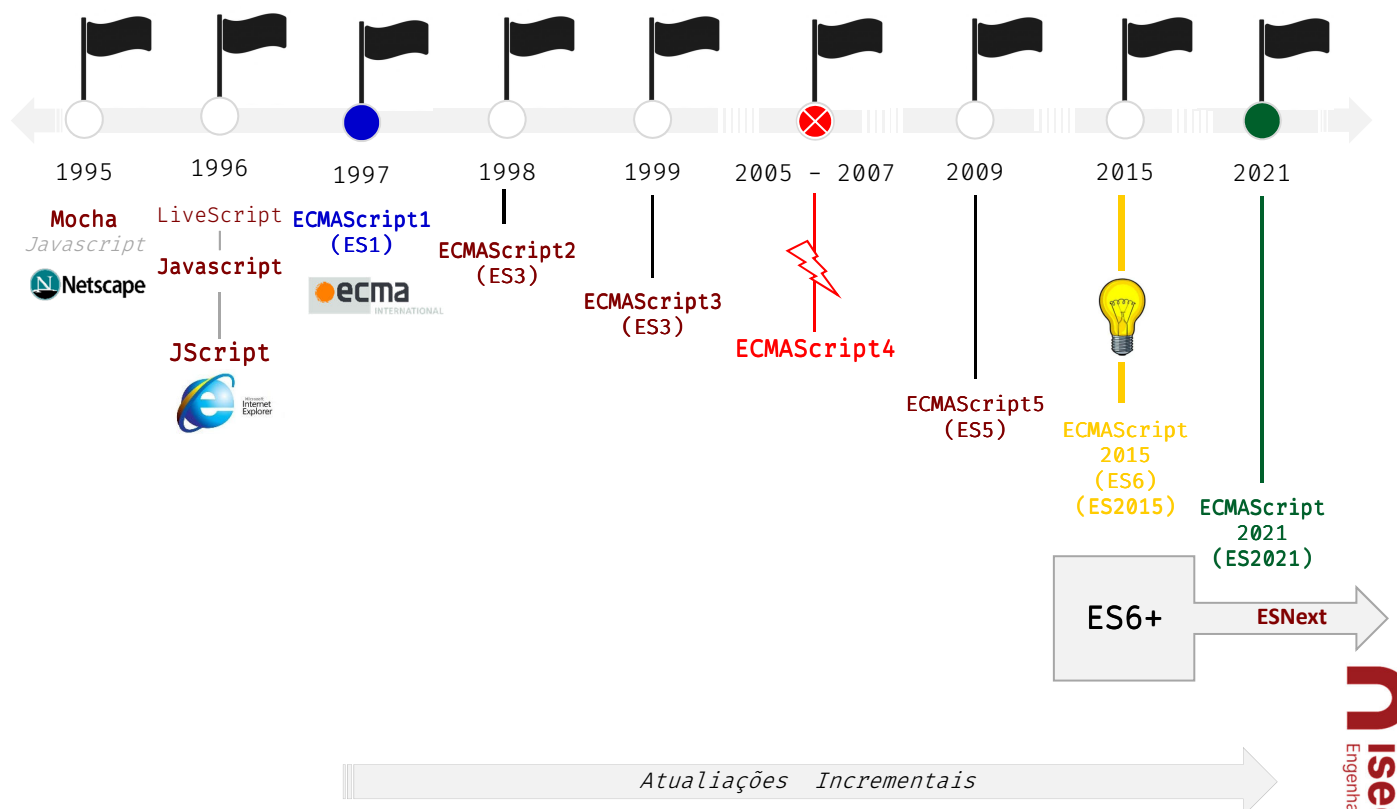 1995
1996
1997
1998
1999
2005 – 2007
2009
2015
2021
Mocha
Javascript
Netscape
LiveScript
Javascript
JScript
Microsoft
Internet
Explorer
ECMAScript1
(ES1)
ecma
INTERNATIONAL
ECMAScript2
(ES3)
ECMAScript3
(ES3)
ECMAScript4
ECMAScript5
(ES5)
ECMAScript
2015
(ES6)
(ES2015)
ECMAScript
2021
(ES2021)
ES6+
ESNext
Atualiações Incrementais